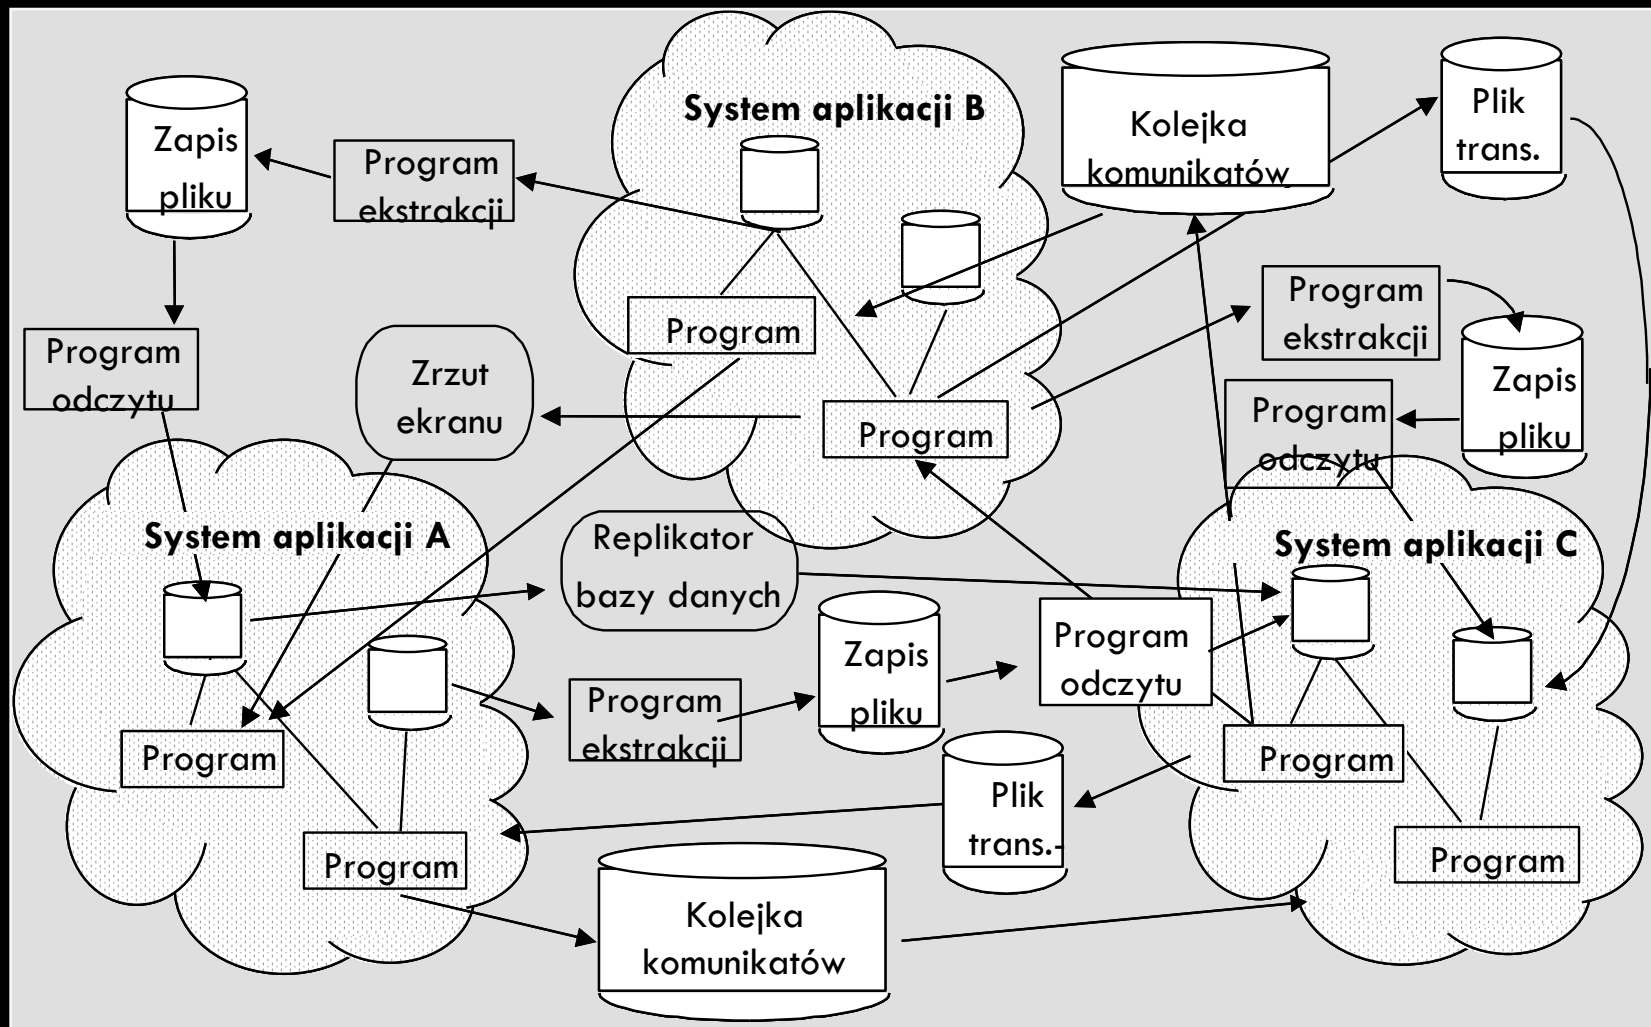 System aplikacji B
Kolejka
komunikatów
Plik
trans.
Zapis
pliku
Program
ekstrakcji
Program
ekstrakcji
Program
Program
odczytu
Zrzut
ekranu
Program
Zapis
pliku
Program
odczytu
System aplikacji A
Replikator
bazy danych
System aplikacji C
Program
odczytu
Zapis
pliku
Program
ekstrakcji
Program
Program
Plik
trans.-
Program
Program
Kolejka
komunikatów